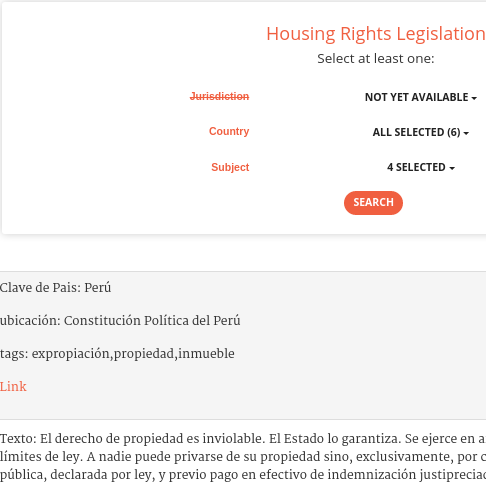 Housing Rights Legislation
Select at least one:
Jurisdiction NOT YET AVAILABLE
Country ALL SELECTED (6)
Subject 4 SELECTED
SEARCH
Clave de Pais: Perú
ubicación: Constitución Política del Perú
tags: expropiación,propiedad,inmueble
Link
Texto: El derecho de propiedad es inviolable. El Estado lo garantiza. Se ejerce en
límites de ley. A nadie puede privarse de su propiedad sino, exclusivamente, por
pública, declarada por ley, y previo pago en efectivo de indemnización